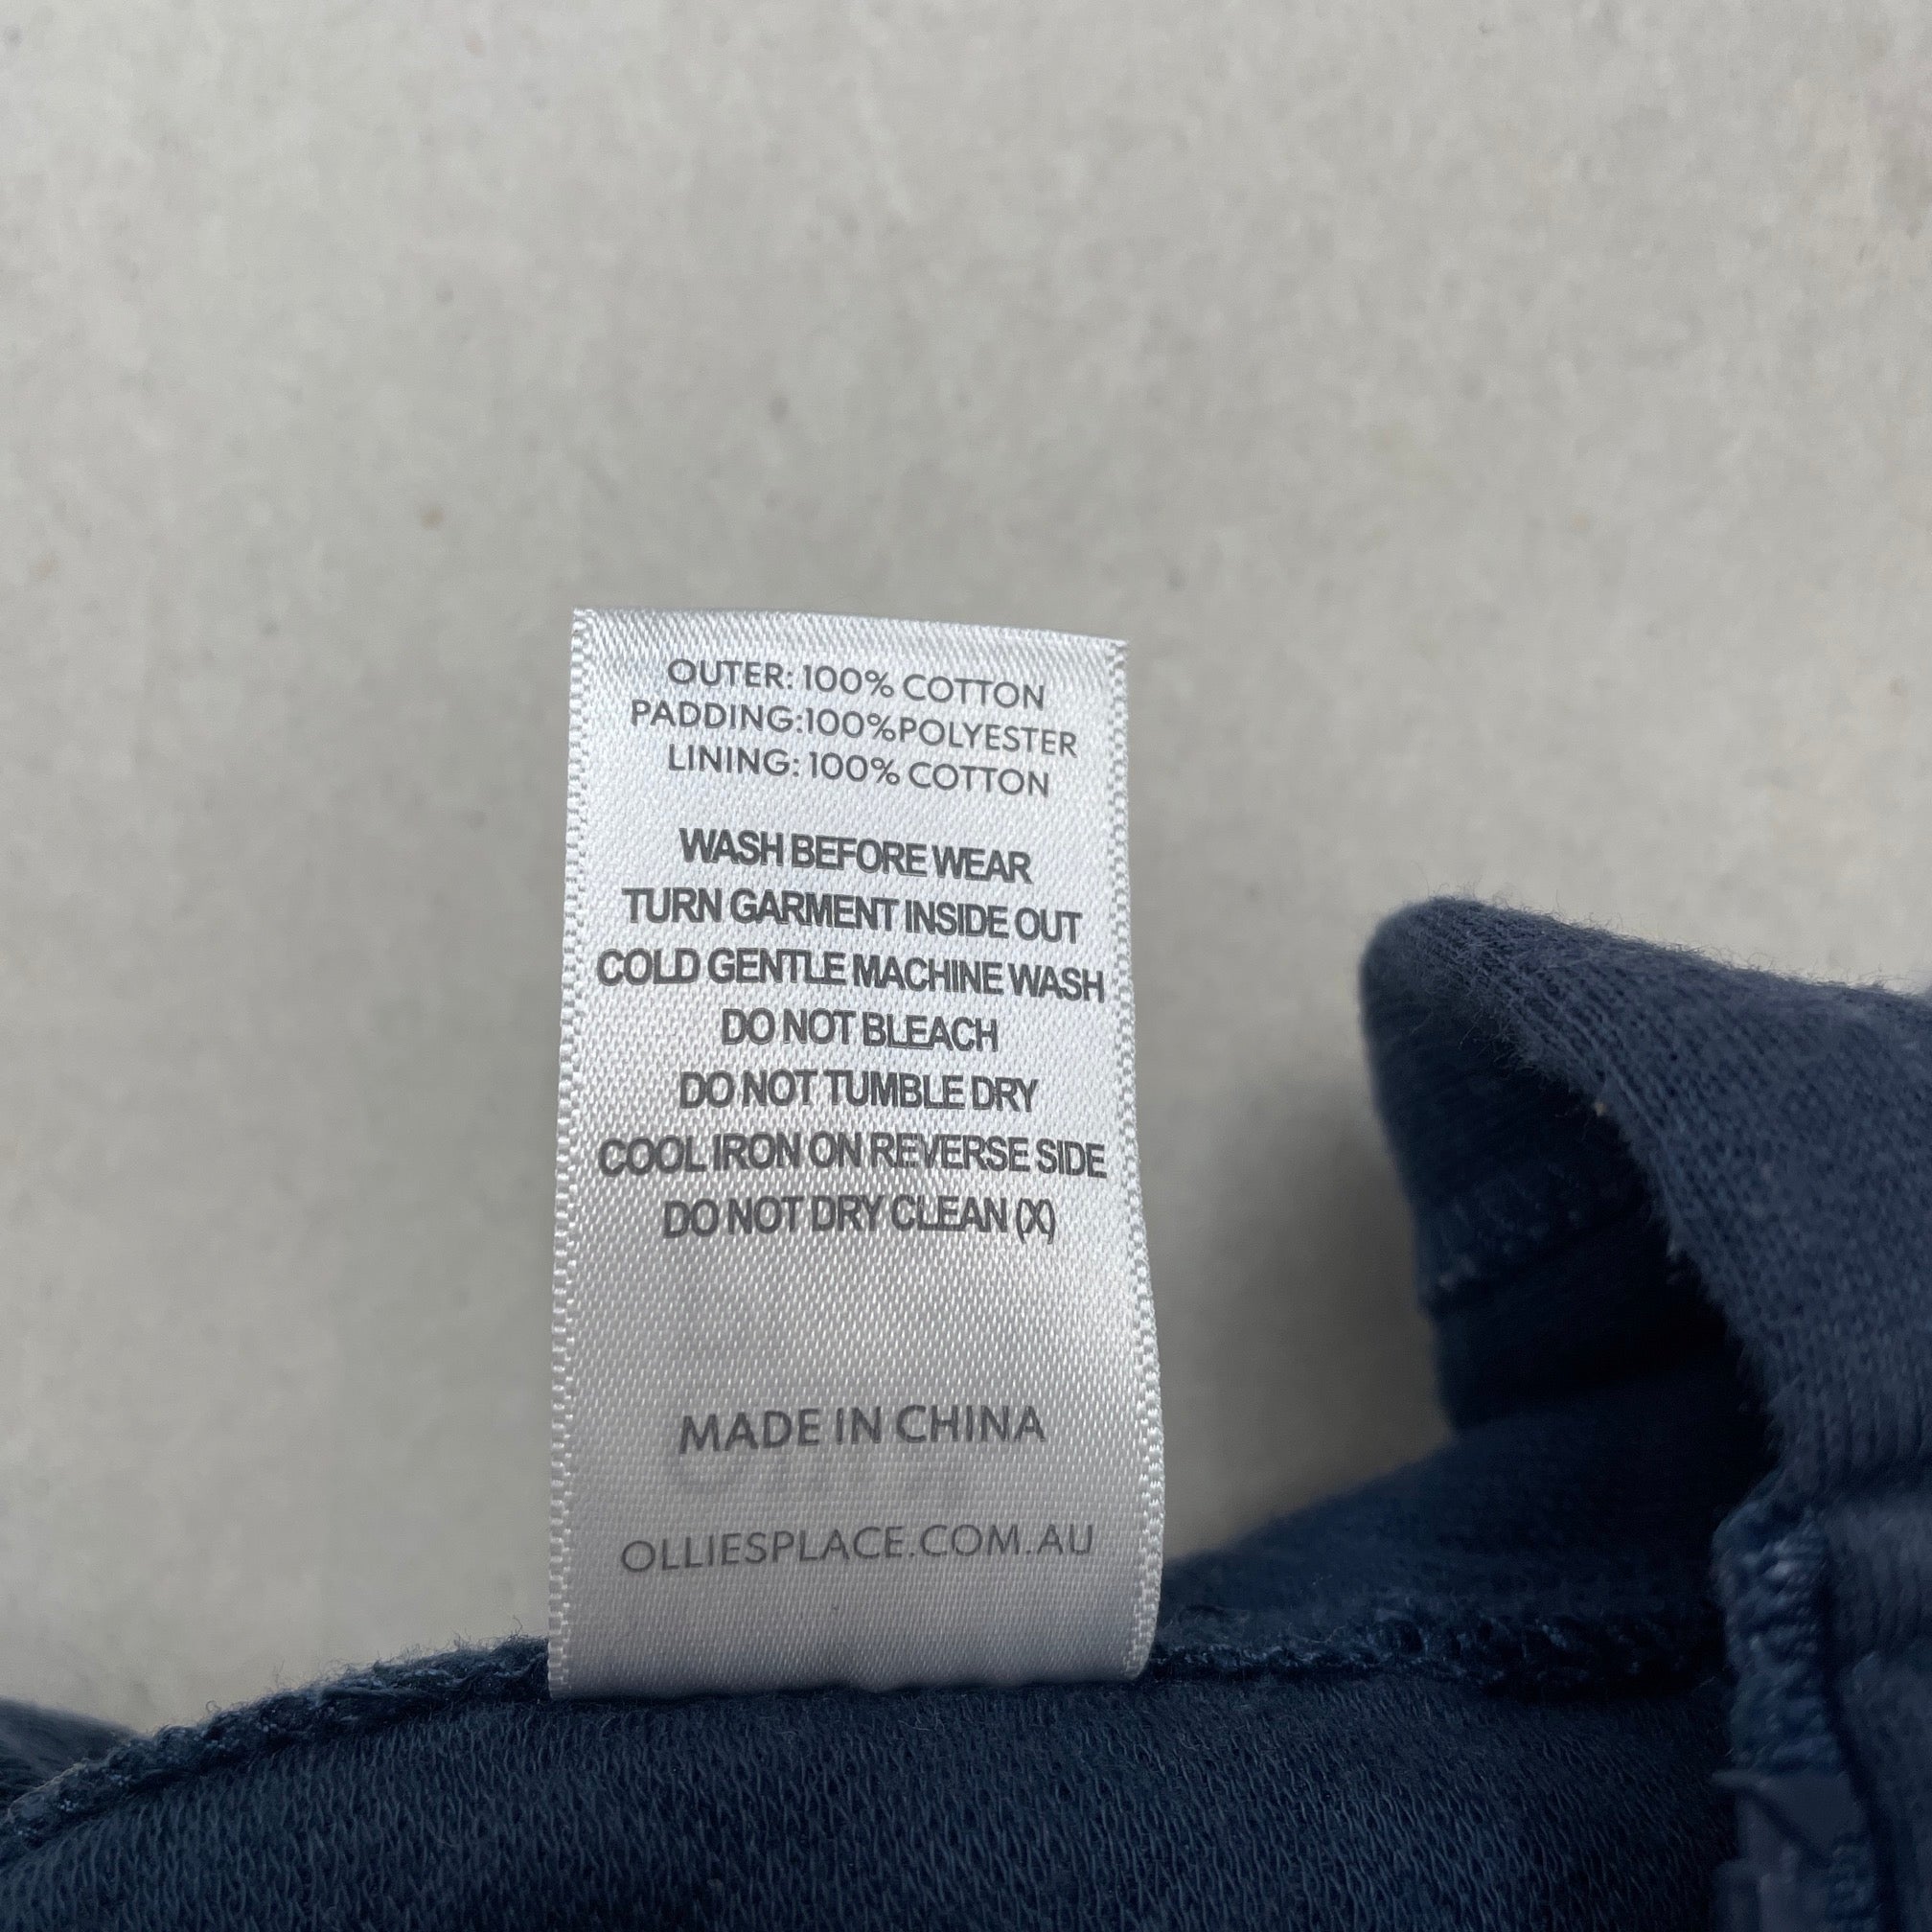 OUTER: 100% COTTON
PADDING:100%POLYESTER
LINING: 100% COTTON
WASH BEFORE WEAR
TURN GARMENT INSIDE OUT
COLD GENTLE MACHINE WASH
DO NOT BLEACH
DO NOT TUMBLE DRY
COOL IRON ON REVERSE SIDE
DO NOT DRY CLEAN (X)
MADE IN CHINA
OLLIESPLACE.COM.AU